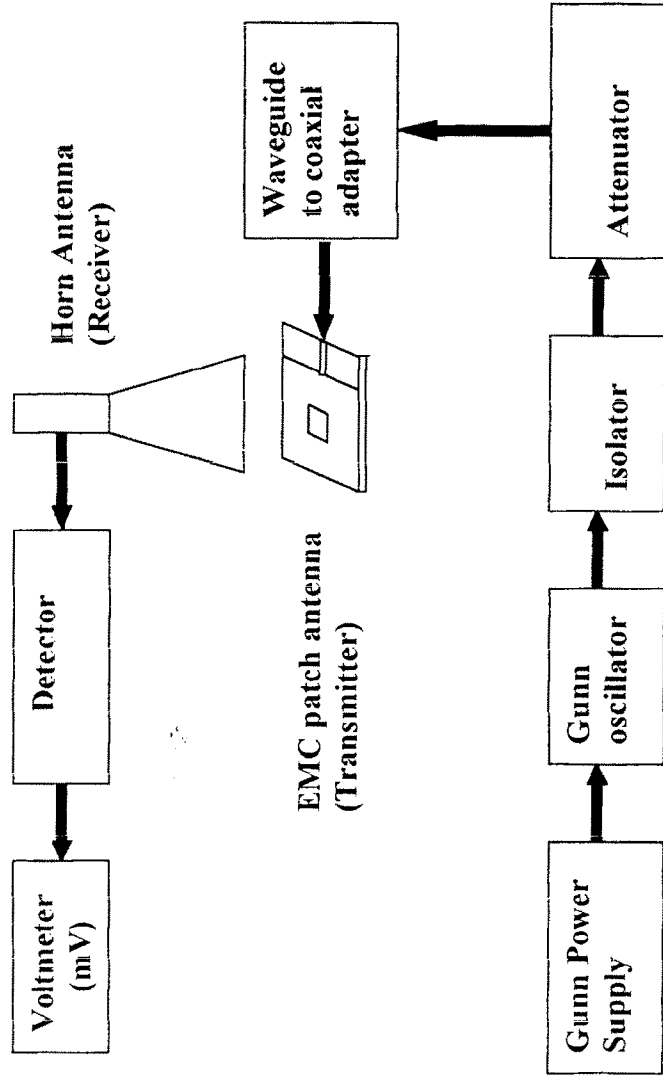 Horn Antenna
(Receiver)
Voltmeter
(mV)
Detector
Waveguide
to coaxial
adapter
EMC patch antenna
(Transmitter)
Gunn Power
Supply
Gunn
oscillator
Isolator
Attenuator